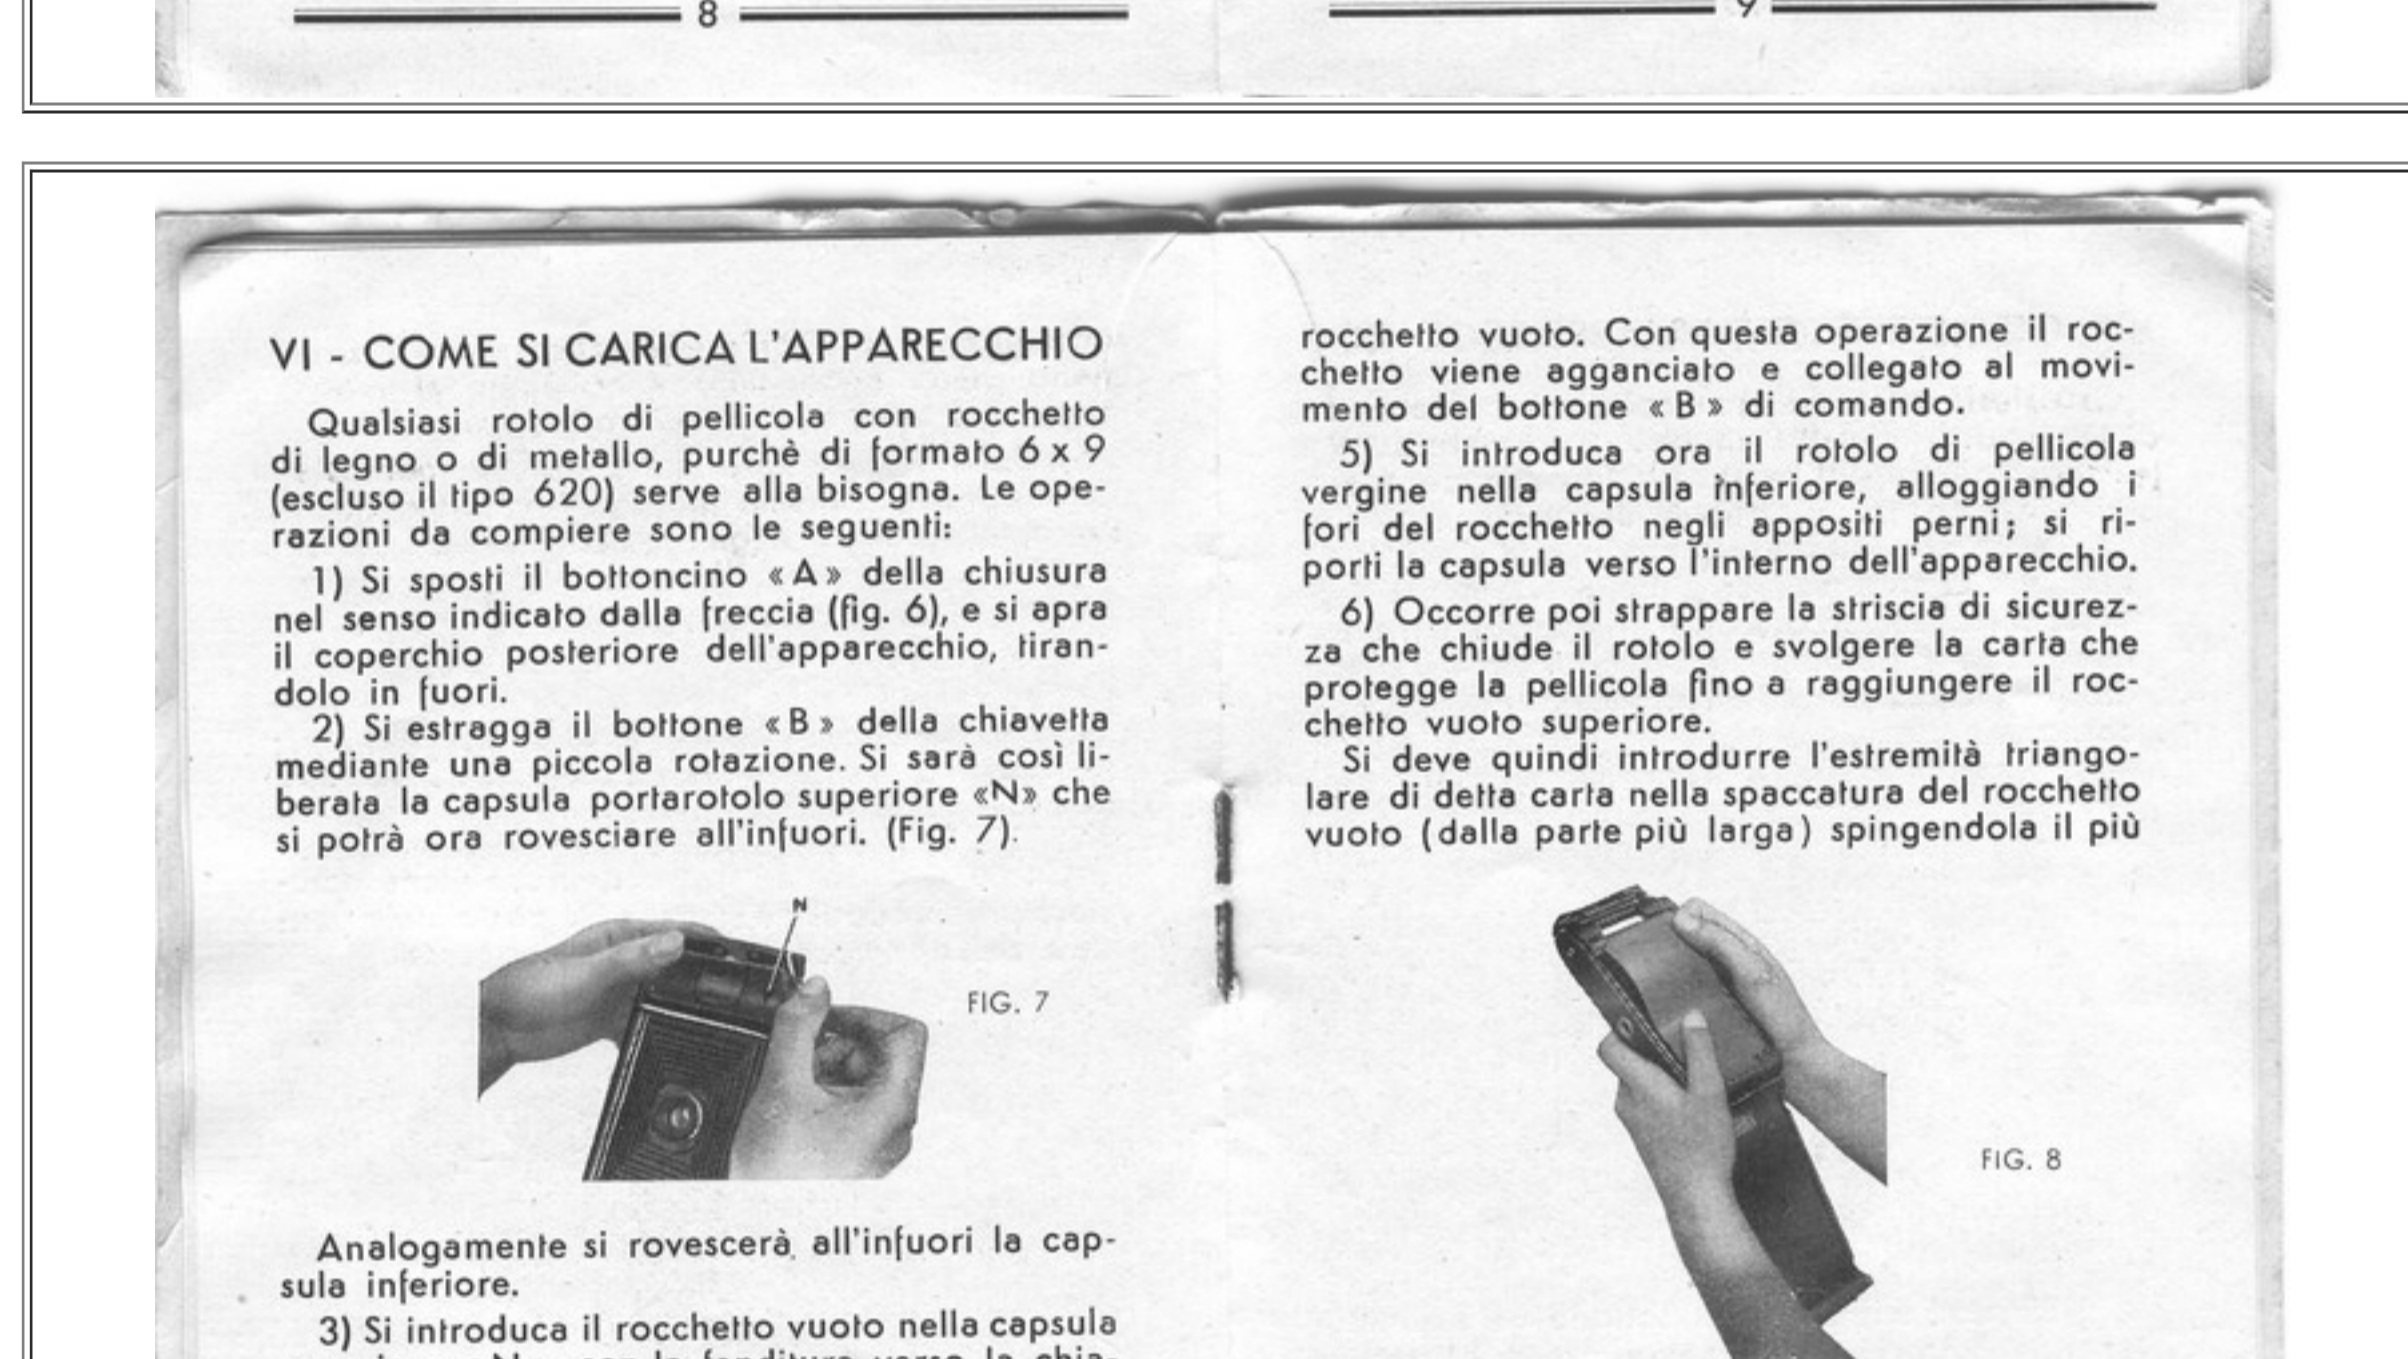 8
9
VI - COME SI CARICA L'APPARECCHIO
Qualsiasi rotolo di pellicola con rocchetto
di legno o di metallo, purchè di formato 6 x 9
(escluso il tipo 620) serve alla bisogna. Le ope-
razioni da compiere sono le seguenti:
1) Si sposti il bottoncino «A» della chiusura
nel senso indicato dalla freccia (fig. 6), e si apra
il coperchio posteriore dell'apparecchio, tiran-
dolo in fuori.
2) Si estragga il bottone «B» della chiavetta
mediante una piccola rotazione. Si sarà così li-
berata la capsula portarotolo superiore «N» che
si potrà ora rovesciare all'infuori. (Fig. 7).
N
FIG. 7
Analogamente si rovescerà all'infuori la cap-
sula inferiore.
3) Si introduca il rocchetto vuoto nella capsula
rocchetto vuoto. Con questa operazione il roc-
chetto viene agganciato e collegato al movi-
mento del bottone «B» di comando.
5) Si introduca ora il rotolo di pellicola
vergine nella capsula inferiore, alloggiando i
fori del rocchetto negli appositi perni; si ri-
porti la capsula verso l'interno dell'apparecchio.
6) Occorre poi strappare la striscia di sicurez-
za che chiude il rotolo e svolgere la carta che
protegge la pellicola fino a raggiungere il roc-
chetto vuoto superiore.
Si deve quindi introdurre l'estremità triango-
lare di detta carta nella spaccatura del rocchetto
vuoto (dalla parte più larga) spingendola il più
FIG. 8